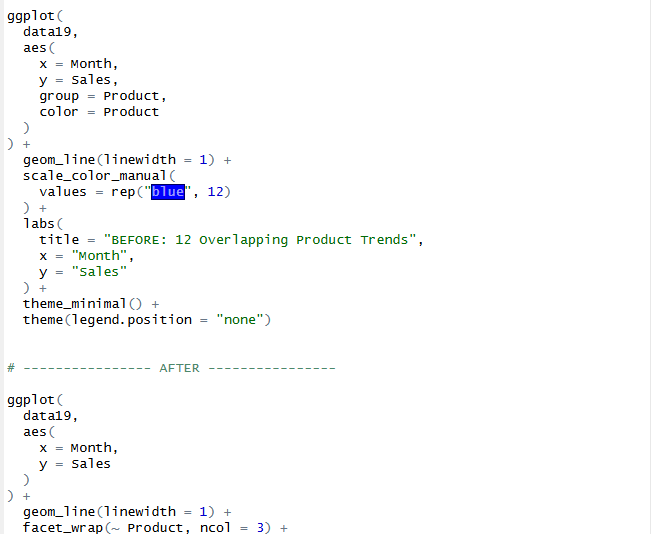 ggplot(
  data19,
  aes(
    x = Month,
    y = Sales,
    group = Product,
    color = Product
  )
) +
  geom_line(linewidth = 1) +
  scale_color_manual(
    values = rep("blue", 12)
  ) +
  labs(
    title = "BEFORE: 12 Overlapping Product Trends",
    x = "Month",
    y = "Sales"
  ) +
  theme_minimal() +
  theme(legend.position = "none")
# ---------------- AFTER ----------------
ggplot(
  data19,
  aes(
    x = Month,
    y = Sales
  )
) +
  geom_line(linewidth = 1) +
  facet_wrap(~ Product, ncol = 3) +